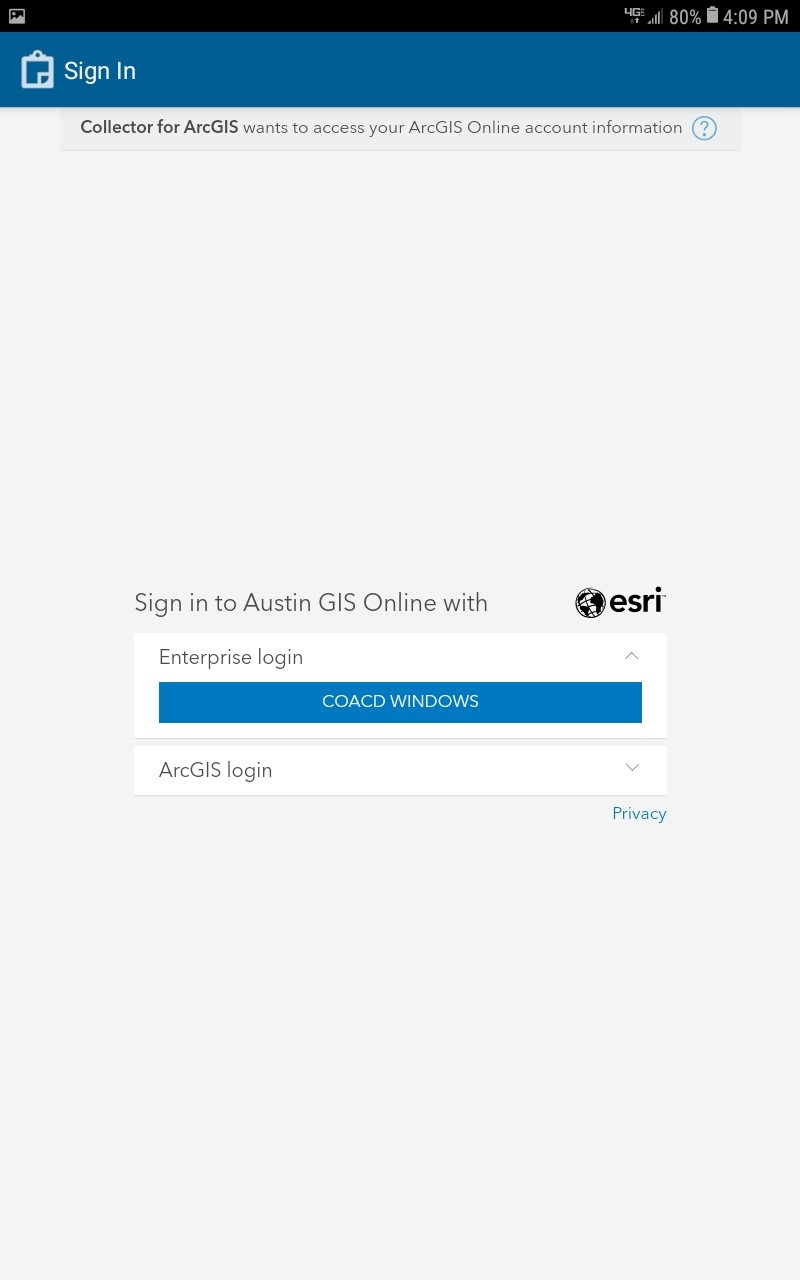 4G 80% 4:09 PM
Sign In
Collector for ArcGIS wants to access your ArcGIS Online account information ?
Sign in to Austin GIS Online with esri
Enterprise login
COACD WINDOWS
ArcGIS login
Privacy